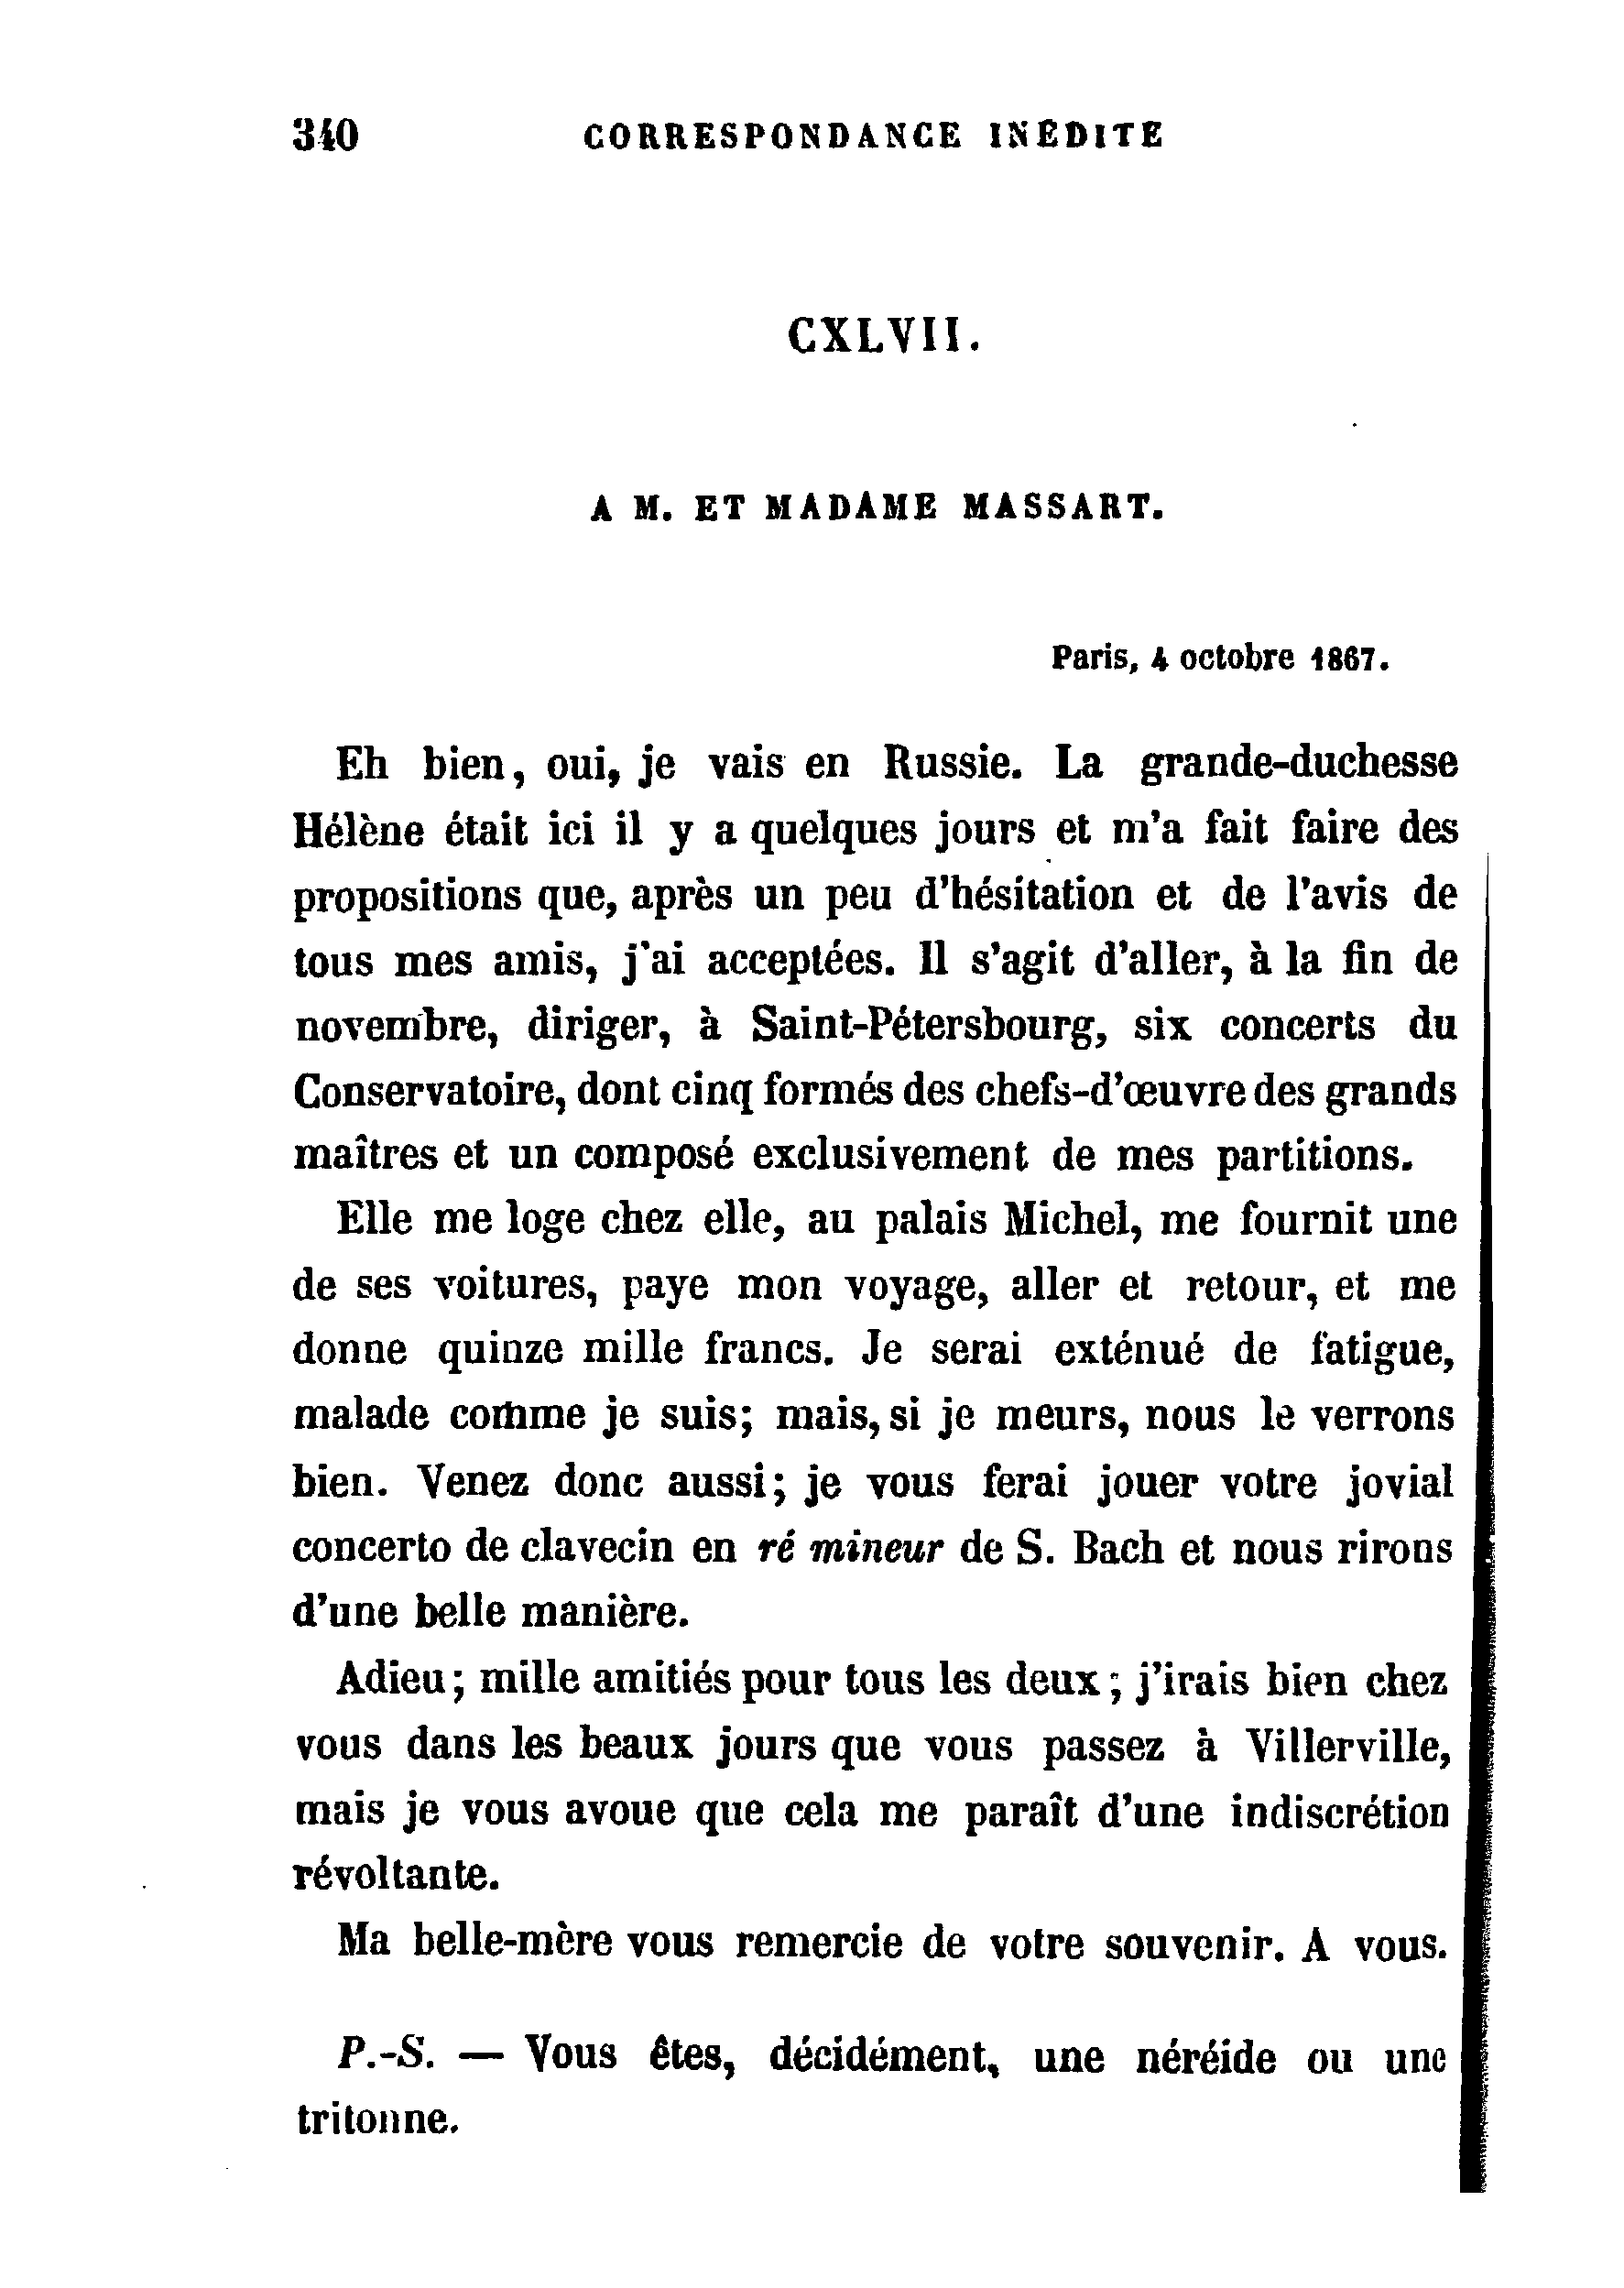 340 CORRESPONDANCE INÉDITE
CXLVII.
A M. ET MADAME MASSART.
Paris, 4 octobre 1867.
Eh bien, oui, je vais en Russie. La grande-duchesse
Hélène était ici il y a quelques jours et m'a fait faire des
propositions que, après un peu d'hésitation et de l'avis de
tous mes amis, j'ai acceptées. Il s'agit d'aller, à la fin de
novembre, diriger, à Saint-Pétersbourg, six concerts du
Conservatoire, dont cinq formés des chefs-d'œuvre des grands
maîtres et un composé exclusivement de mes partitions.
Elle me loge chez elle, au palais Michel, me fournit une
de ses voitures, paye mon voyage, aller et retour, et me
donne quinze mille francs. Je serai exténué de fatigue,
malade comme je suis; mais, si je meurs, nous le verrons
bien. Venez donc aussi; je vous ferai jouer votre jovial
concerto de clavecin en ré mineur de S. Bach et nous rirons
d'une belle manière.
Adieu; mille amitiés pour tous les deux; j'irais bien chez
vous dans les beaux jours que vous passez à Villerville,
mais je vous avoue que cela me paraît d'une indiscrétion
révoltante.
Ma belle-mère vous remercie de votre souvenir. A vous.
P.-S. — Vous êtes, décidément, une néréide ou une
tritonne.